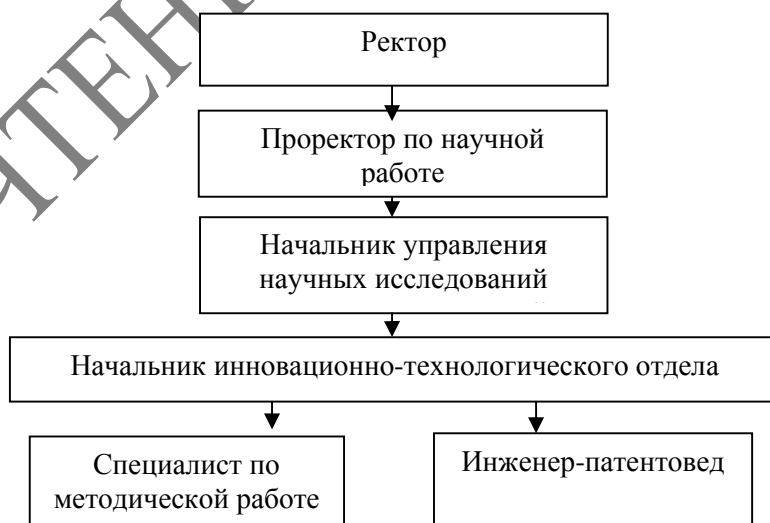 Ректор
Проректор по научной
работе
Начальник управления
научных исследований
Начальник инновационно-технологического отдела
Специалист по
методической работе
Инженер-патентовед